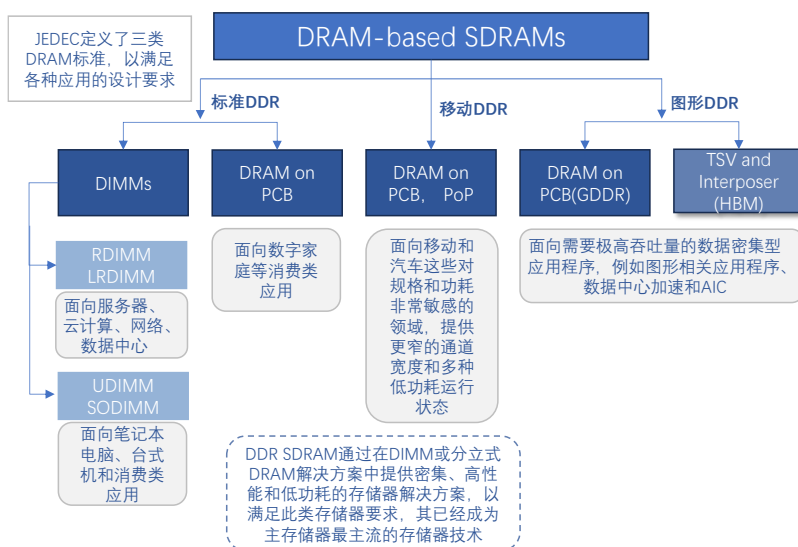 JEDEC定义了三类
DRAM标准，以满足
各种应用的设计要求
DRAM-based SDRAMs
标准DDR
移动DDR
图形DDR
DIMMs
DRAM on
PCB
DRAM on
PCB， PoP
DRAM on
PCB(GDDR)
TSV and
Interposer
(HBM)
RDIMM
LRDIMM
面向服务器、
云计算、网络、
数据中心
UDIMM
SODIMM
面向笔记本
电脑、台式
机和消费类
应用
面向数字家
庭等消费类
应用
面向移动和
汽车这些对
规格和功耗
非常敏感的
领域，提供
更窄的通道
宽度和多种
低功耗运行
状态
面向需要极高吞吐量的数据密集型
应用程序，例如图形相关应用程序、
数据中心加速和AIC
DDR SDRAM通过在DIMM或分立式
DRAM解决方案中提供密集、高性
能和低功耗的存储器解决方案，以
满足此类存储器要求，其已经成为
主存储器最主流的存储器技术